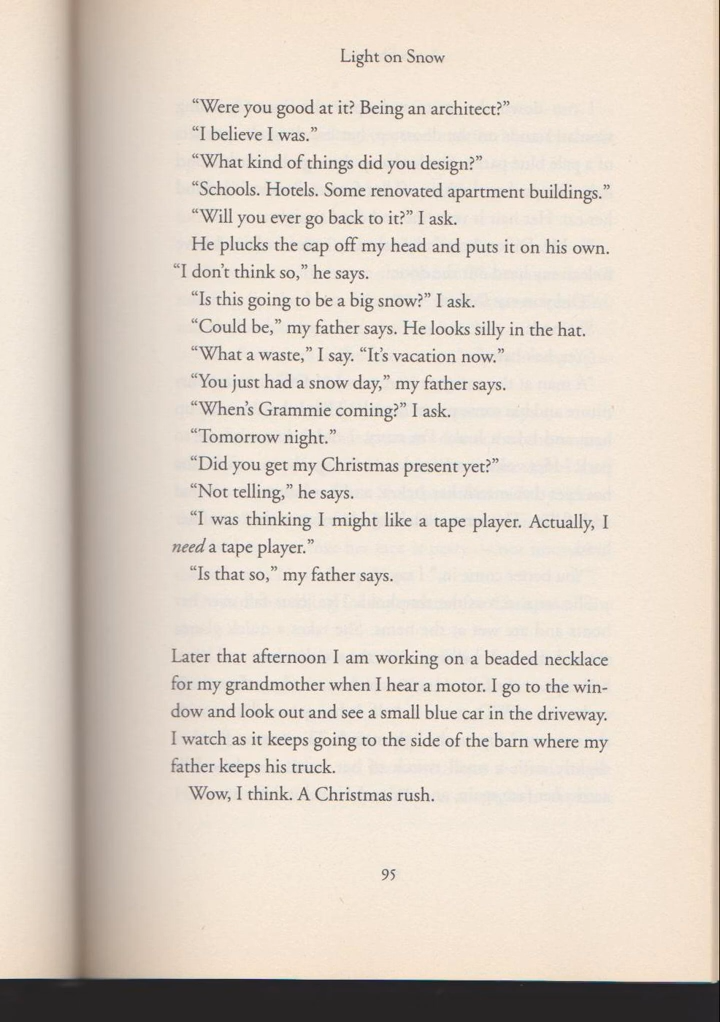 Light on Snow
“Were you good at it? Being an architect?”
“I believe I was.”
“What kind of things did you design?”
“Schools. Hotels. Some renovated apartment buildings.”
“Will you ever go back to it?” I ask.
He plucks the cap off my head and puts it on his own.
“I don’t think so,” he says.
“Is this going to be a big snow?” I ask.
“Could be,” my father says. He looks silly in the hat.
“What a waste,” I say. “It’s vacation now.”
“You just had a snow day,” my father says.
“When’s Grammie coming?” I ask.
“Tomorrow night.”
“Did you get my Christmas present yet?”
“Not telling,” he says.
“I was thinking I might like a tape player. Actually, I
need a tape player.”
“Is that so,” my father says.
Later that afternoon I am working on a beaded necklace
for my grandmother when I hear a motor. I go to the win-
dow and look out and see a small blue car in the driveway.
I watch as it keeps going to the side of the barn where my
father keeps his truck.
Wow, I think. A Christmas rush.
95